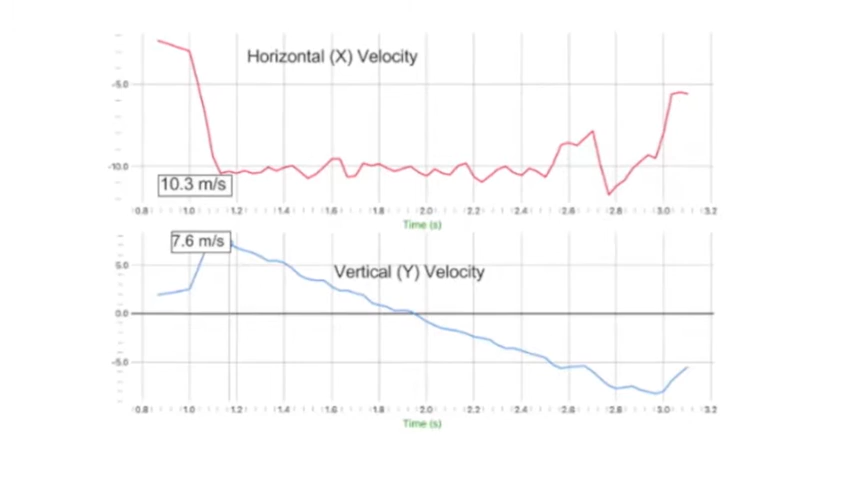 Horizontal (X) Velocity
-5.0
-10.0
10.3 m/s
0.8 1.0 1.2 1.4 1.6 1.8 2.0 2.2 2.4 2.6 2.8 3.0 3.2
Time (s)
7.6 m/s
5.0
Vertical (Y) Velocity
0.0
-5.0
0.8 1.0 1.2 1.4 1.6 1.8 2.0 2.2 2.4 2.6 2.8 3.0 3.2
Time (s)